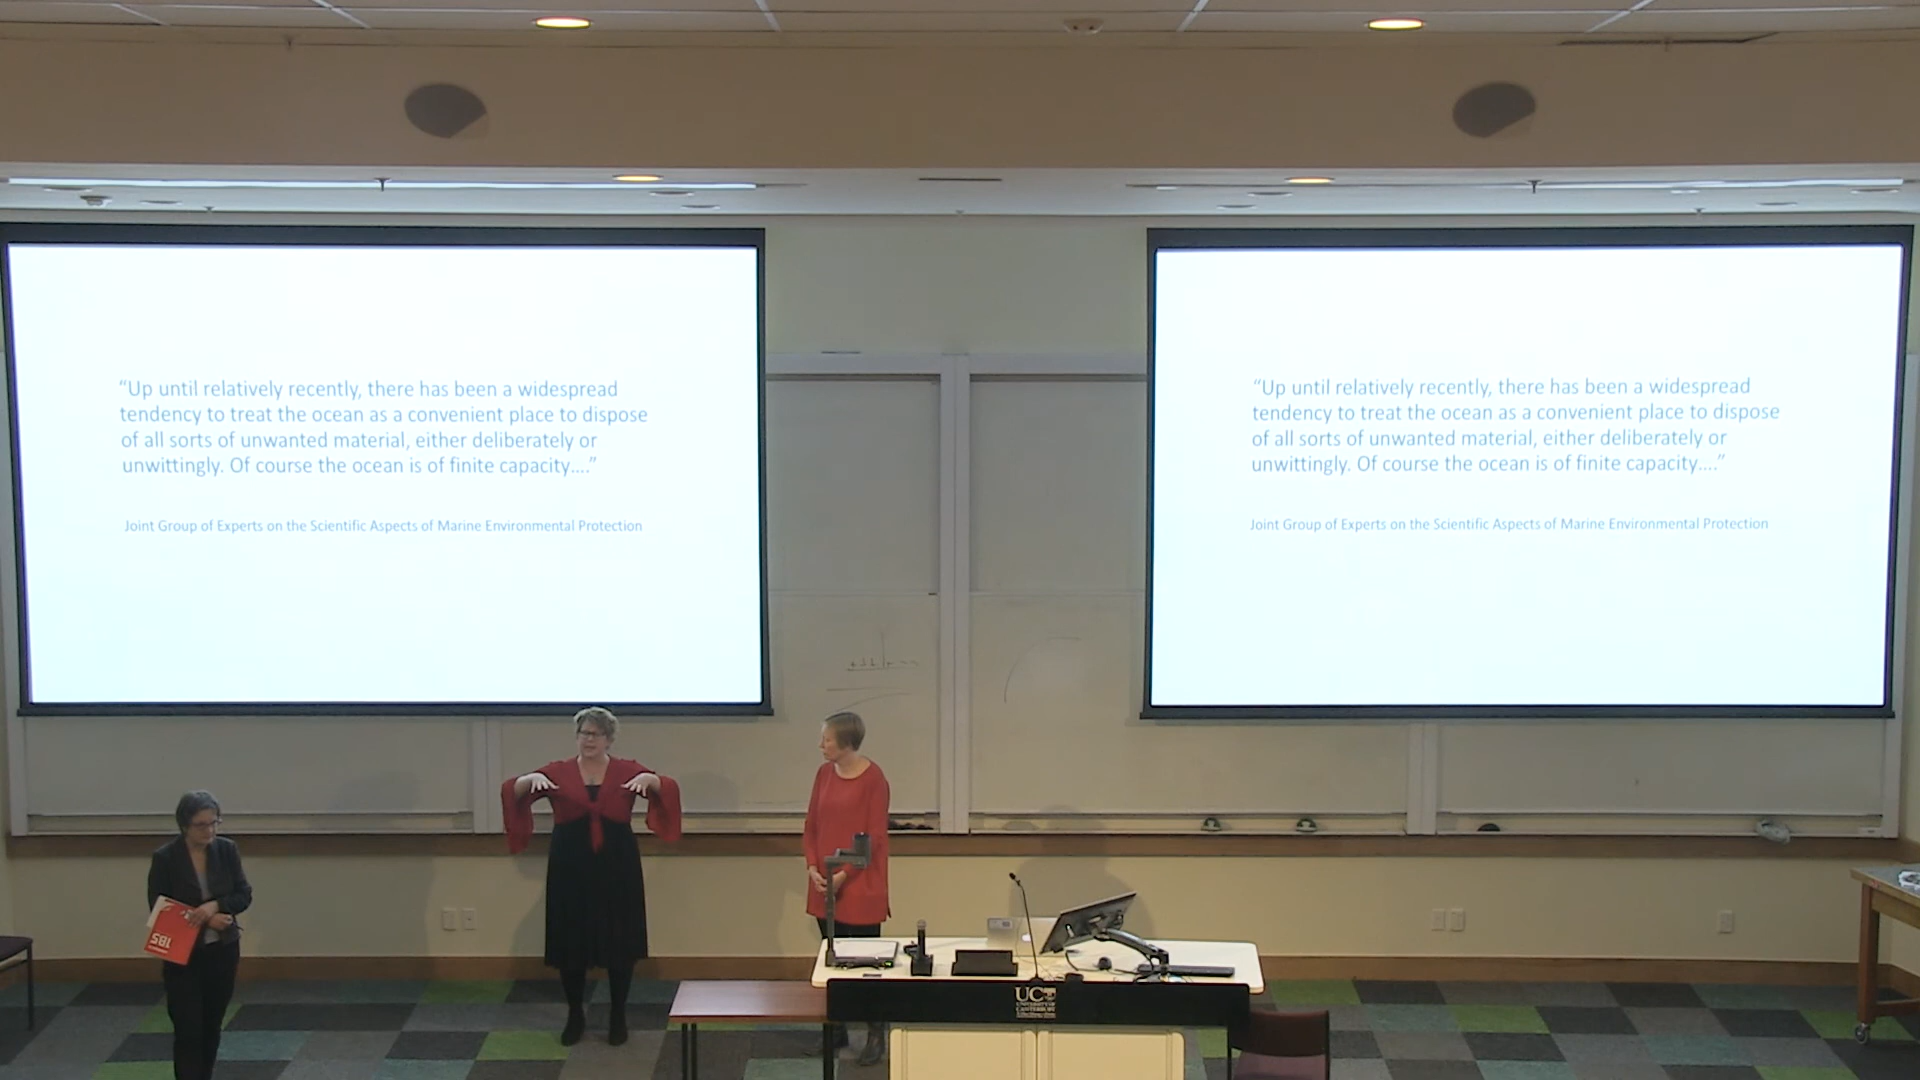 “Up until relatively recently, there has been a widespread
tendency to treat the ocean as a convenient place to dispose
of all sorts of unwanted material, either deliberately or
unwittingly. Of course the ocean is of finite capacity....”
Joint Group of Experts on the Scientific Aspects of Marine Environmental Protection
“Up until relatively recently, there has been a widespread
tendency to treat the ocean as a convenient place to dispose
of all sorts of unwanted material, either deliberately or
unwittingly. Of course the ocean is of finite capacity....”
Joint Group of Experts on the Scientific Aspects of Marine Environmental Protection
UC
UNIVERSITY OF
CANTERBURY